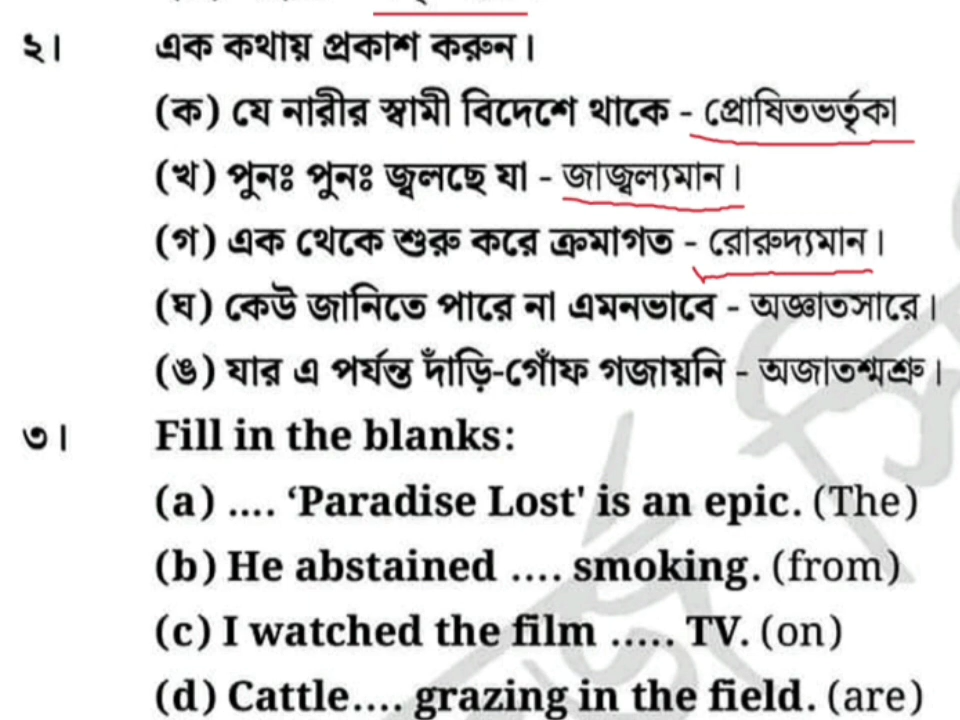 ২। এক কথায় প্রকাশ করুন।
(ক) যে নারীর স্বামী বিদেশে থাকে - প্রোষিতভর্তৃকা
(খ) পুনঃ পুনঃ জ্বলছে যা - জাজ্বল্যমান।
(গ) এক থেকে শুরু করে ক্রমাগত - রোরুদ্যমান।
(ঘ) কেউ জানিতে পারে না এমনভাবে - অজ্ঞাতসারে।
(ঙ) যার এ পর্যন্ত দাঁড়ি-গোঁফ গজায়নি - অজাতশ্মশ্রু।
৩। Fill in the blanks:
(a) .... ‘Paradise Lost' is an epic. (The)
(b) He abstained .... smoking. (from)
(c) I watched the film ..... TV. (on)
(d) Cattle.... grazing in the field. (are)